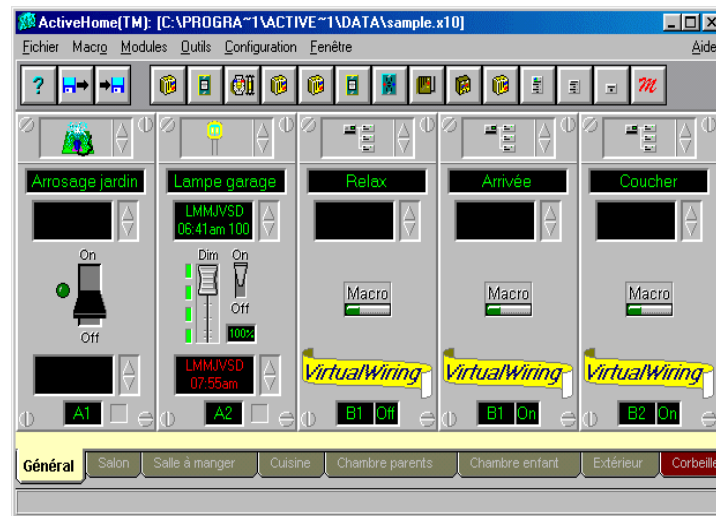 ActiveHome(TM): [C:\PROGRA~1\ACTIVE~1\DATA\sample.x10]
Fichier Macro Modules Outils Configuration Fenêtre Aide
? m
Arrosage jardin Lampe garage Relax Arrivée Coucher
LMMJVSD
06:41am 100
On Dim On
Macro Macro Macro
Off
Off 100%
LMMJVSD
07:55am
VirtualWiring VirtualWiring VirtualWiring
A1 A2 B1 Off B1 On B2 On
Général Salon Salle à manger Cuisine Chambre parents Chambre enfant Extérieur Corbeille